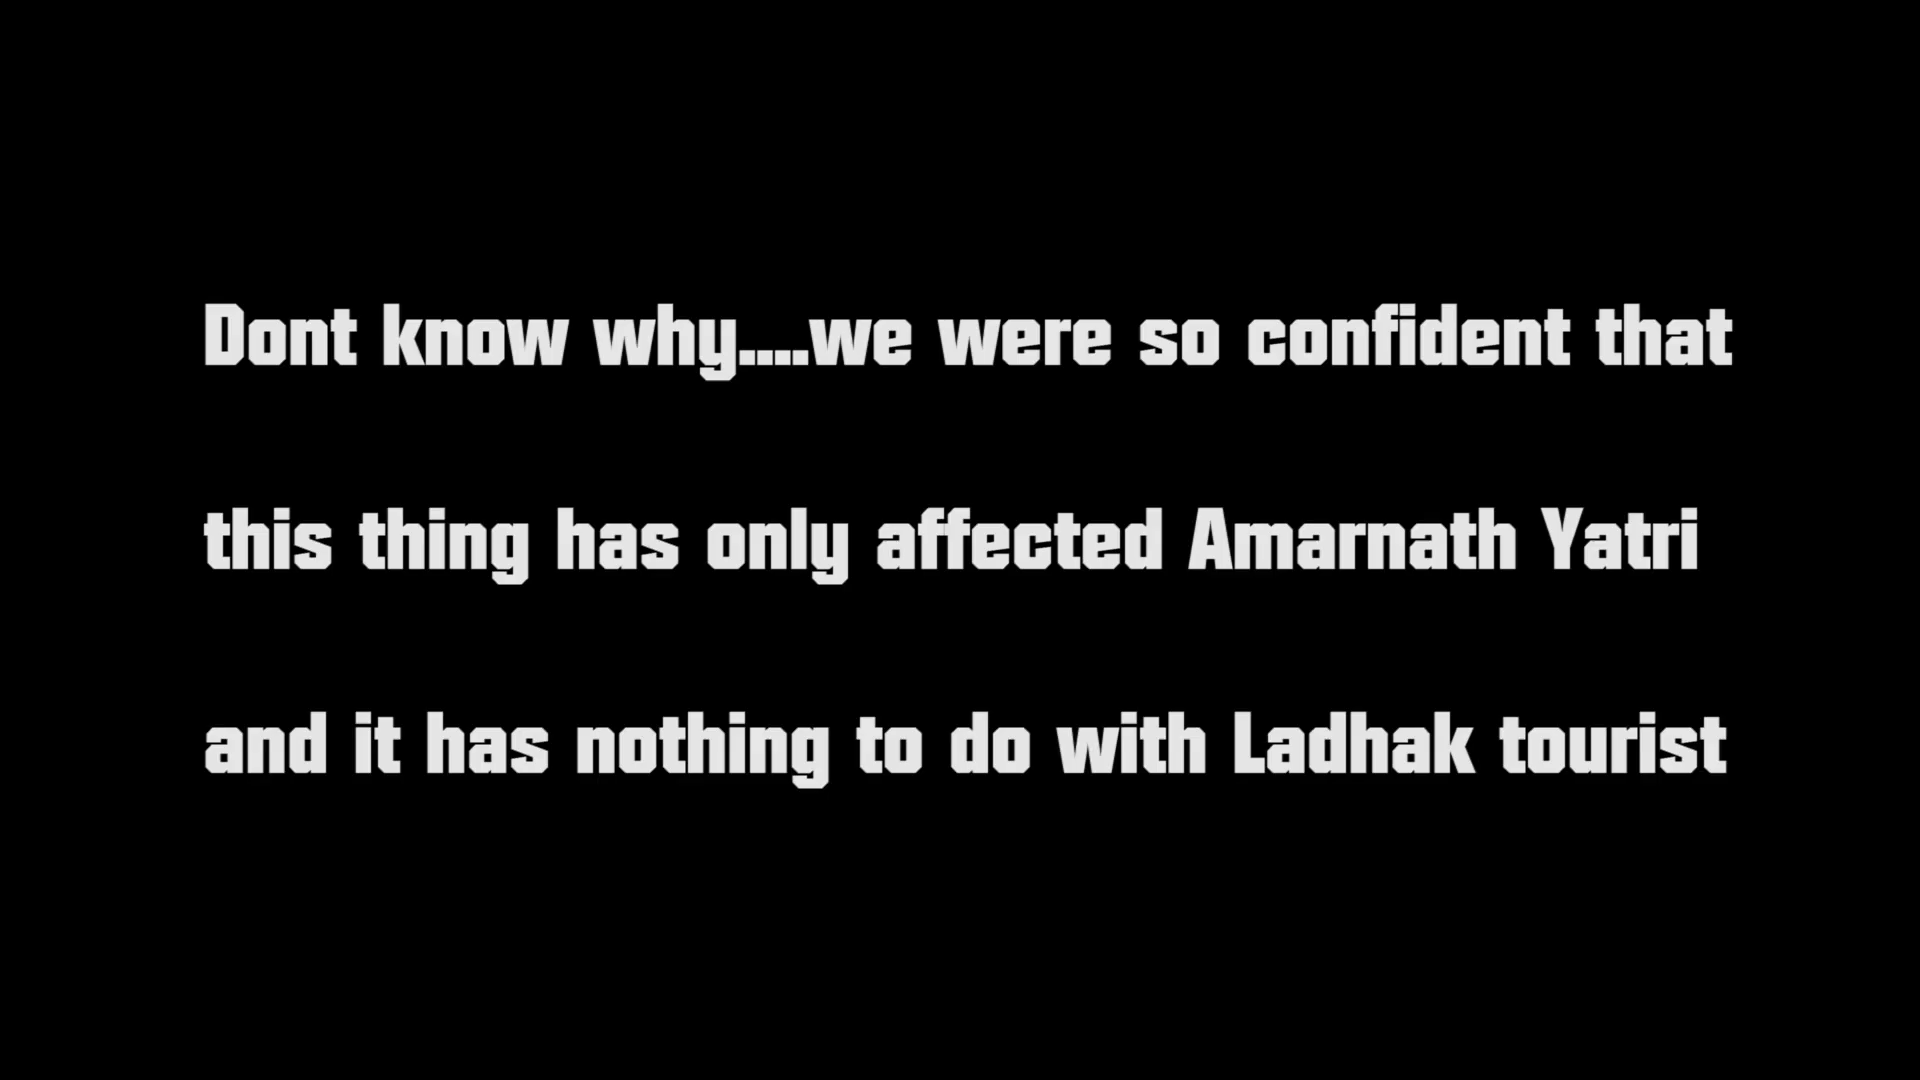 Dont know why....we were so confident that
this thing has only affected Amarnath Yatri
and it has nothing to do with Ladhak tourist